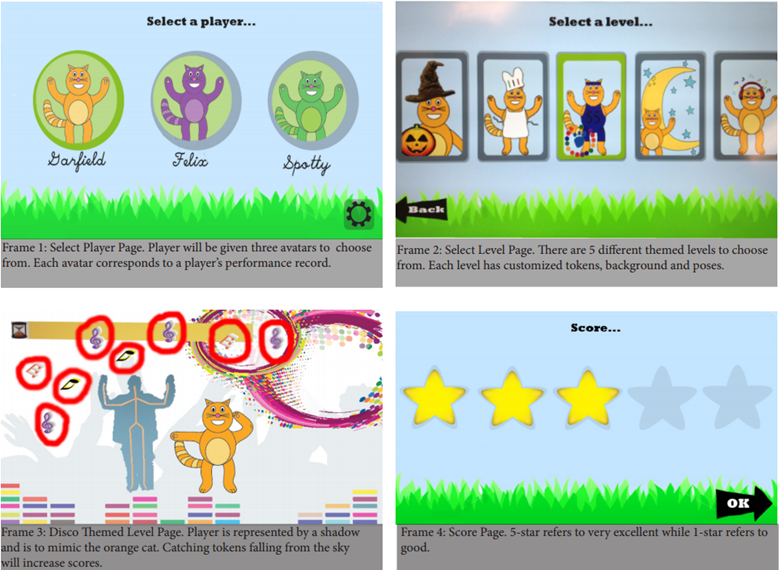 Select a player...
Garfield
Felix
Spotty
Frame 1: Select Player Page. Player will be given three avatars to choose
from. Each avatar corresponds to a player's performance record.
Select a level...
Back
Frame 2: Select Level Page. There are 5 different themed levels to choose
from. Each level has customized tokens, background and poses.
Frame 3: Disco Themed Level Page. Player is represented by a shadow
and is to mimic the orange cat. Catching tokens falling from the sky
will increase scores.
Score...
OK
Frame 4: Score Page. 5-star refers to very excellent while 1-star refers to
good.